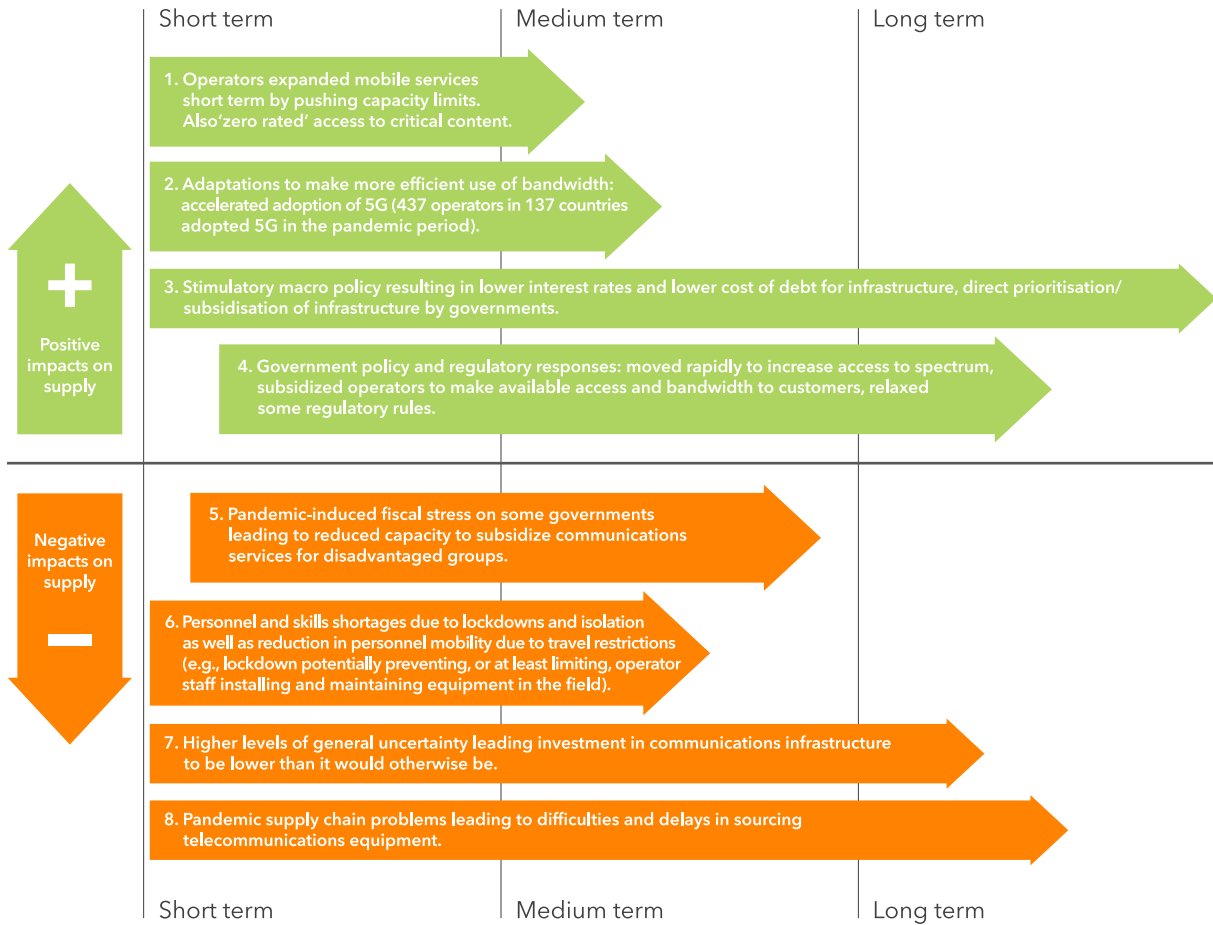 Short term
Medium term
Long term
1. Operators expanded mobile services
short term by pushing capacity limits.
Also‘zero rated’ access to critical content.
2. Adaptations to make more efficient use of bandwidth:
accelerated adoption of 5G (437 operators in 137 countries
adopted 5G in the pandemic period).
3. Stimulatory macro policy resulting in lower interest rates and lower cost of debt for infrastructure, direct prioritisation/
subsidisation of infrastructure by governments.
4. Government policy and regulatory responses: moved rapidly to increase access to spectrum,
subsidized operators to make available access and bandwidth to customers, relaxed
some regulatory rules.
+
Positive
impacts on
supply
5. Pandemic-induced fiscal stress on some governments
leading to reduced capacity to subsidize communications
services for disadvantaged groups.
6. Personnel and skills shortages due to lockdowns and isolation
as well as reduction in personnel mobility due to travel restrictions
(e.g., lockdown potentially preventing, or at least limiting, operator
staff installing and maintaining equipment in the field).
7. Higher levels of general uncertainty leading investment in communications infrastructure
to be lower than it would otherwise be.
8. Pandemic supply chain problems leading to difficulties and delays in sourcing
telecommunications equipment.
Negative
impacts on
supply
−
Short term
Medium term
Long term